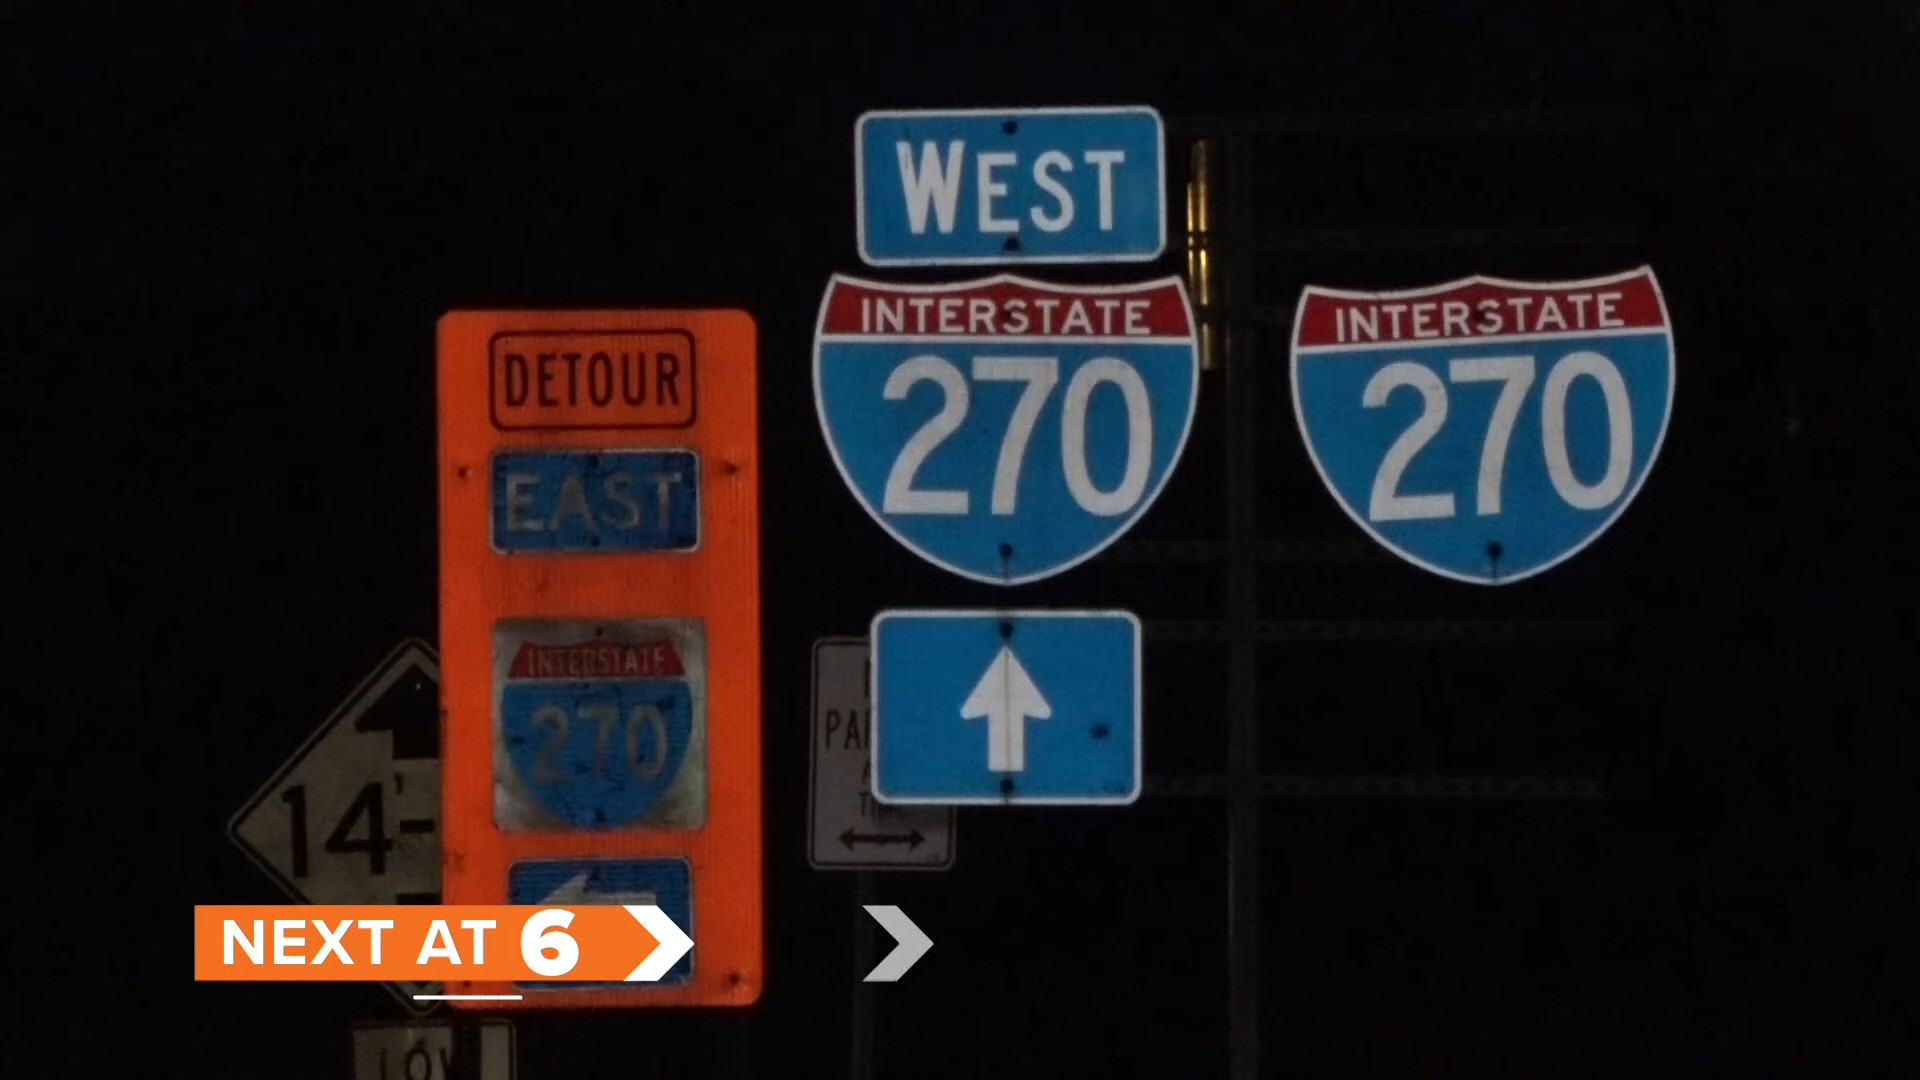 WEST
INTERSTATE
270
INTERSTATE
270
DETOUR
EAST
INTERSTATE
270
14'-
NEXT AT 6